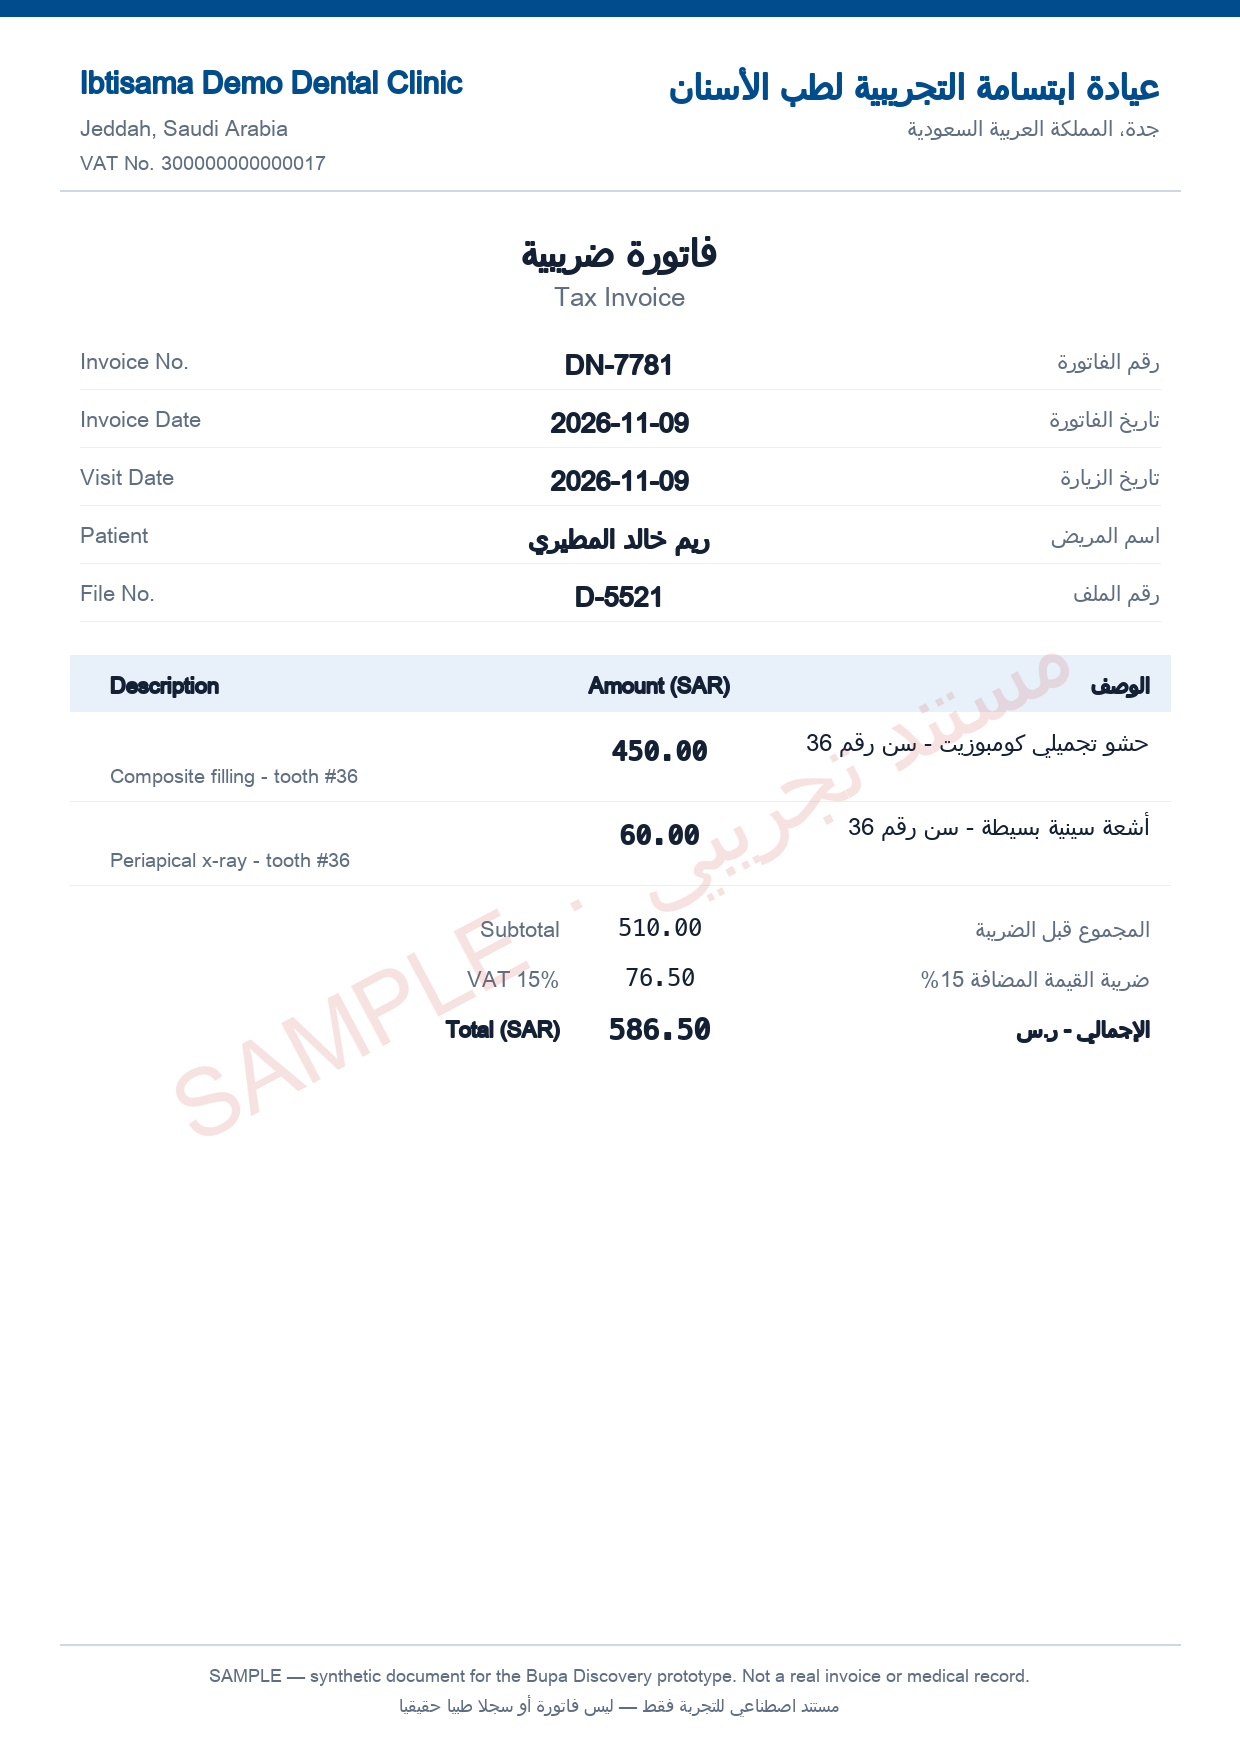 Ibtisama Demo Dental Clinic عيادة ابتسامة التجريبية لطب الأسنان
Jeddah, Saudi Arabia جدة، المملكة العربية السعودية
VAT No. 300000000000017
فاتورة ضريبية
Tax Invoice
Invoice No. DN-7781 رقم الفاتورة
Invoice Date 2026-11-09 تاريخ الفاتورة
Visit Date 2026-11-09 تاريخ الزيارة
Patient ريم خالد المطيري اسم المريض
File No. D-5521 رقم الملف
Description Amount (SAR) الوصف
450.00 حشو تجميلي كومبوزيت - سن رقم 36
Composite filling - tooth #36
60.00 أشعة سينية بسيطة - سن رقم 36
Periapical x-ray - tooth #36
Subtotal 510.00 المجموع قبل الضريبة
VAT 15% 76.50 ضريبة القيمة المضافة 15%
Total (SAR) 586.50 الإجمالي - ر.س
SAMPLE · مستند تجريبي
SAMPLE — synthetic document for the Bupa Discovery prototype. Not a real invoice or medical record.
مستند اصطناعي للتجربة فقط — ليس فاتورة أو سجلا طبيا حقيقيا